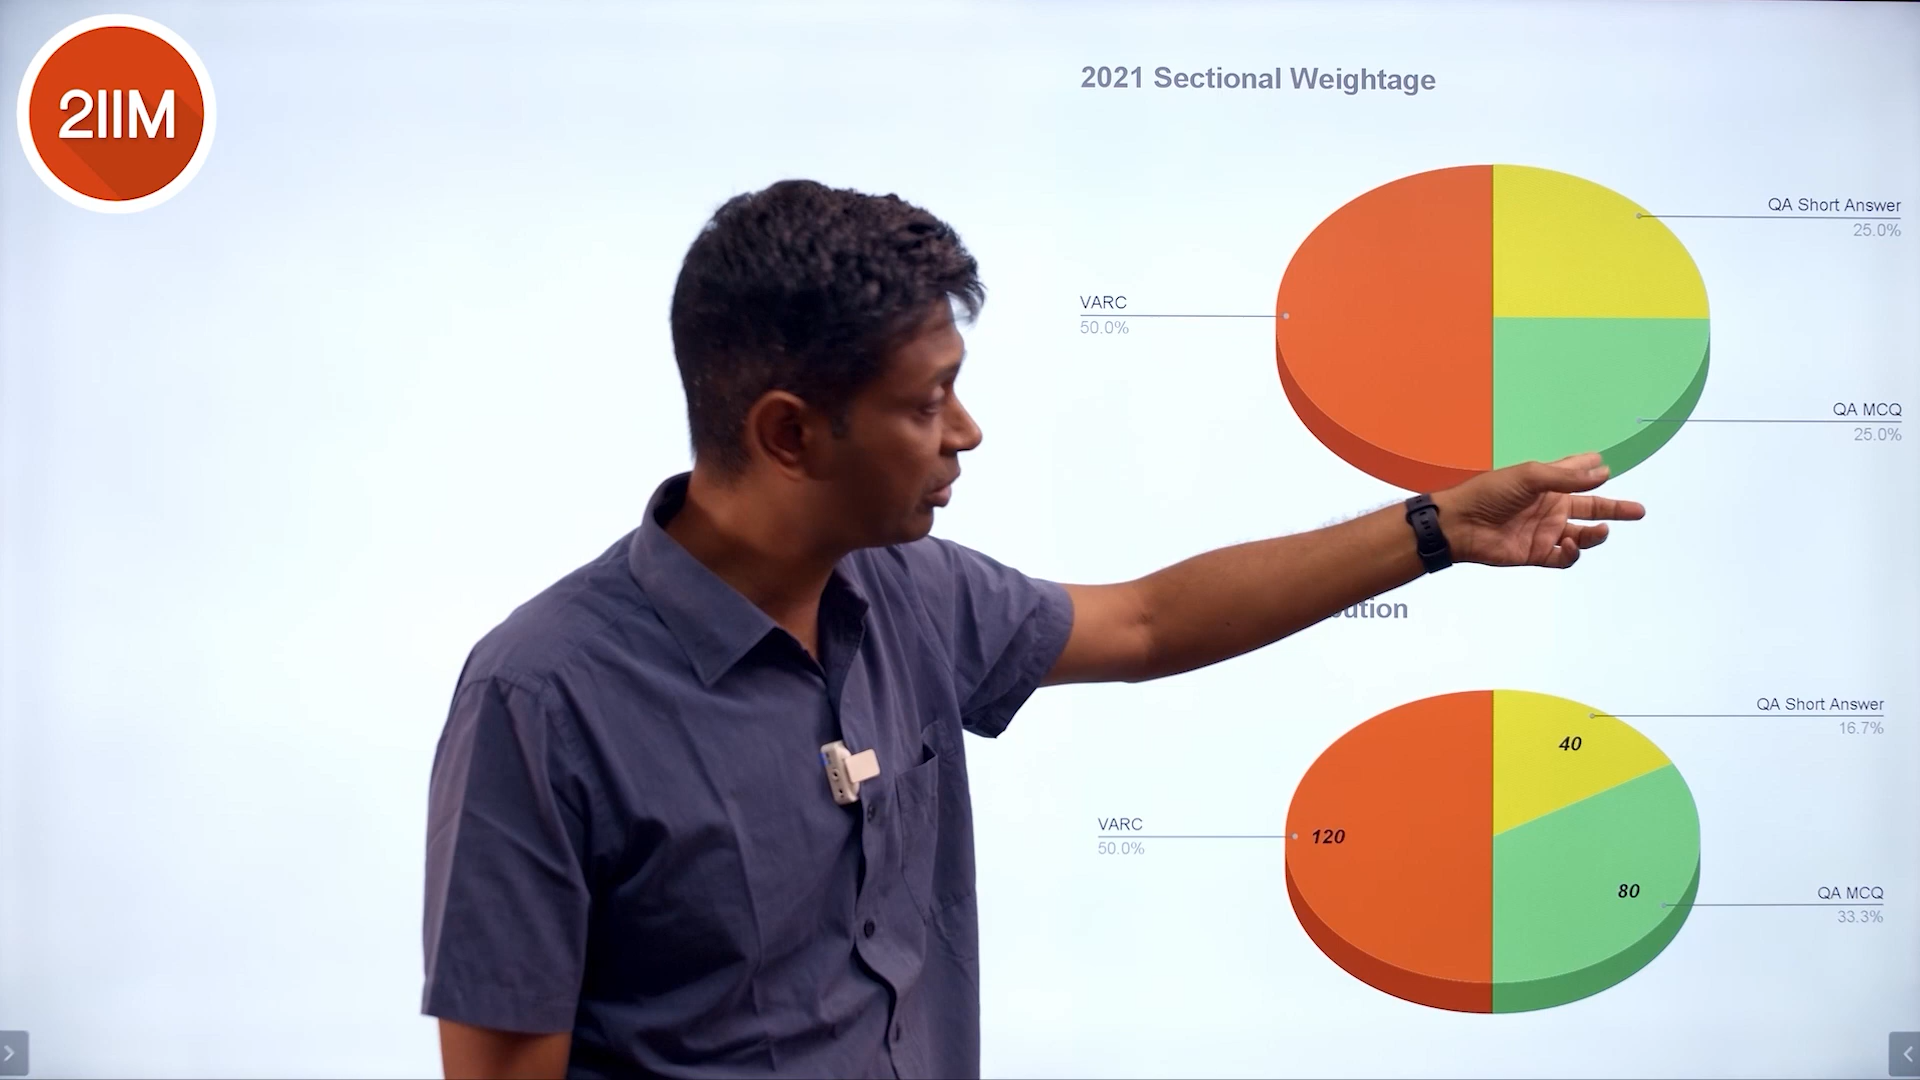 2IIM
2021 Sectional Weightage
QA Short Answer
25.0%
VARC
50.0%
QA MCQ
25.0%
QA Short Answer
16.7%
40
VARC
50.0%
120
80
QA MCQ
33.3%